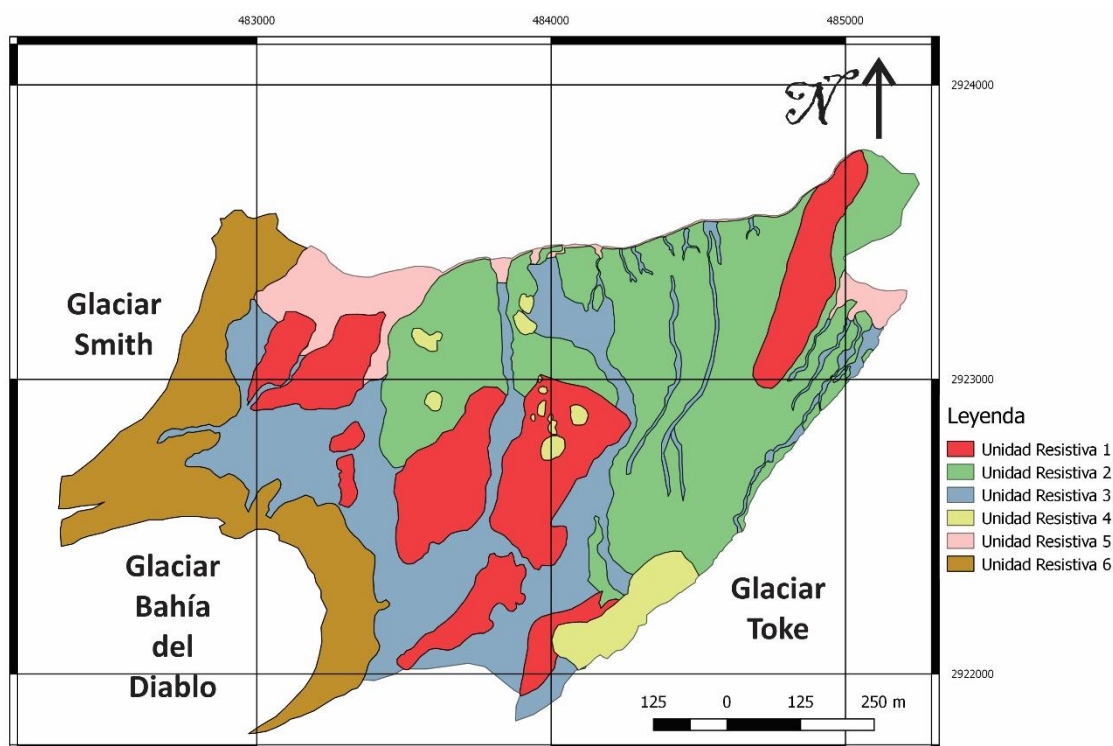 483000
484000
485000
2924000
N
Glaciar
Smith
2923000
Leyenda
Unidad Resistiva 1
Unidad Resistiva 2
Unidad Resistiva 3
Unidad Resistiva 4
Unidad Resistiva 5
Unidad Resistiva 6
Glaciar
Bahía
del
Diablo
Glaciar
Toke
2922000
125 0 125 250 m